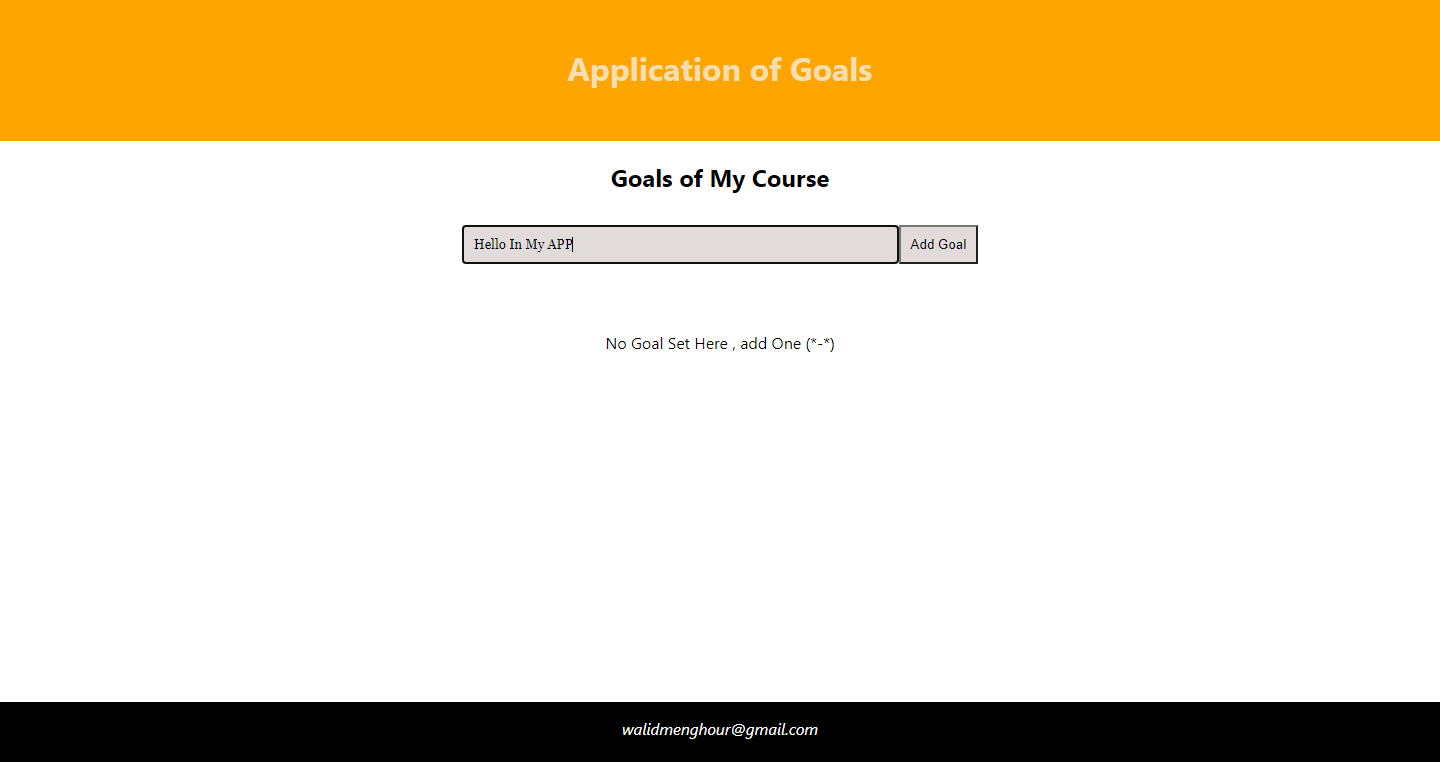 Application of Goals
Goals of My Course
Hello In My APP
Add Goal
No Goal Set Here , add One (*-*)
walidmenghour@gmail.com